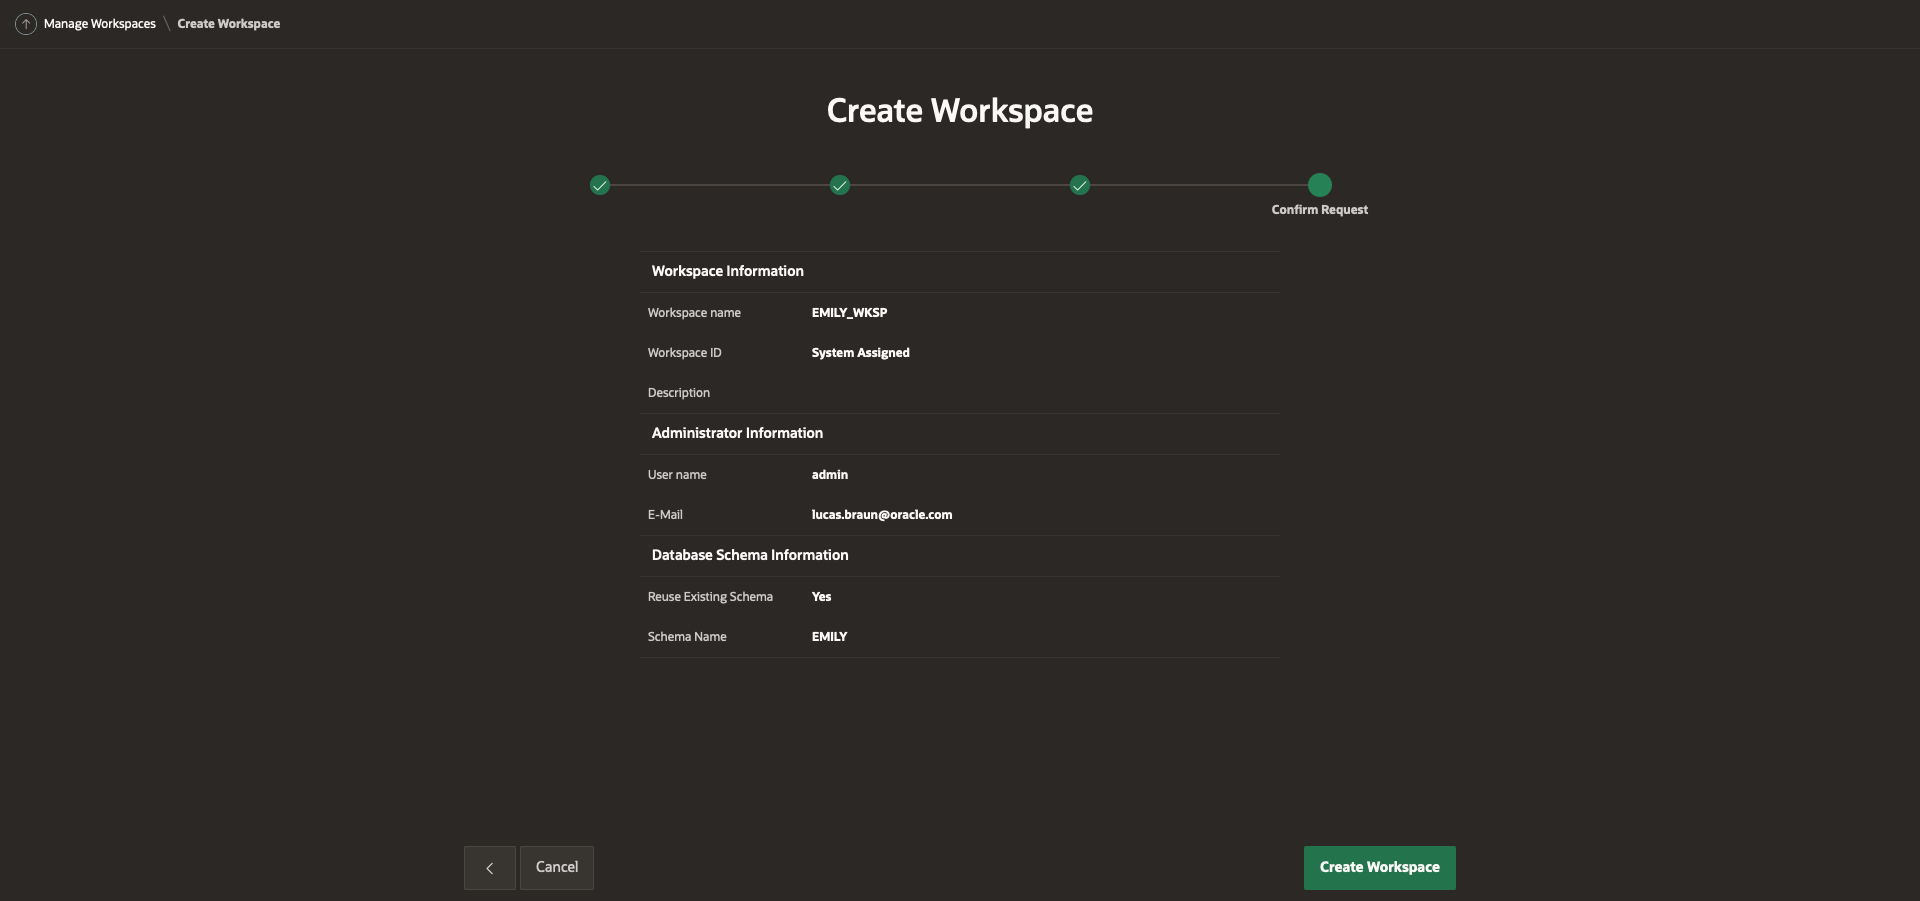 Manage Workspaces \ Create Workspace
Create Workspace
Confirm Request
Workspace Information
Workspace name EMILY_WKSP
Workspace ID System Assigned
Description
Administrator Information
User name admin
E-Mail lucas.braun@oracle.com
Database Schema Information
Reuse Existing Schema Yes
Schema Name EMILY
Cancel Create Workspace